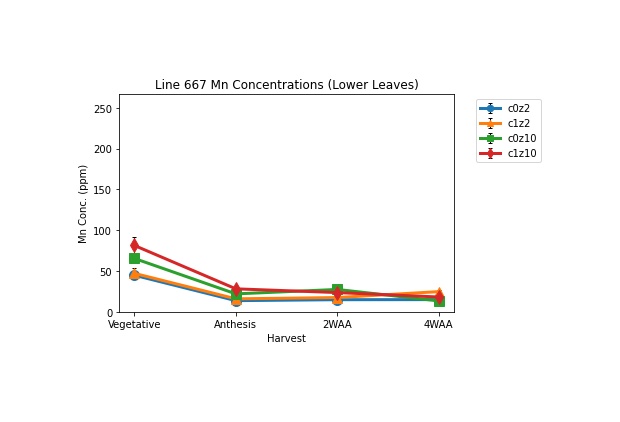 Line 667 Mn Concentrations (Lower Leaves)
250
200
150
100
50
0
Mn Conc. (ppm)
Vegetative Anthesis 2WAA 4WAA
Harvest
c0z2
c1z2
c0z10
c1z10